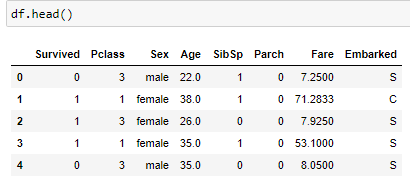 df.head()
Survived Pclass Sex Age SibSp Parch Fare Embarked
0 0 3 male 22.0 1 0 7.2500 S
1 1 1 female 38.0 1 0 71.2833 C
2 1 3 female 26.0 0 0 7.9250 S
3 1 1 female 35.0 1 0 53.1000 S
4 0 3 male 35.0 0 0 8.0500 S